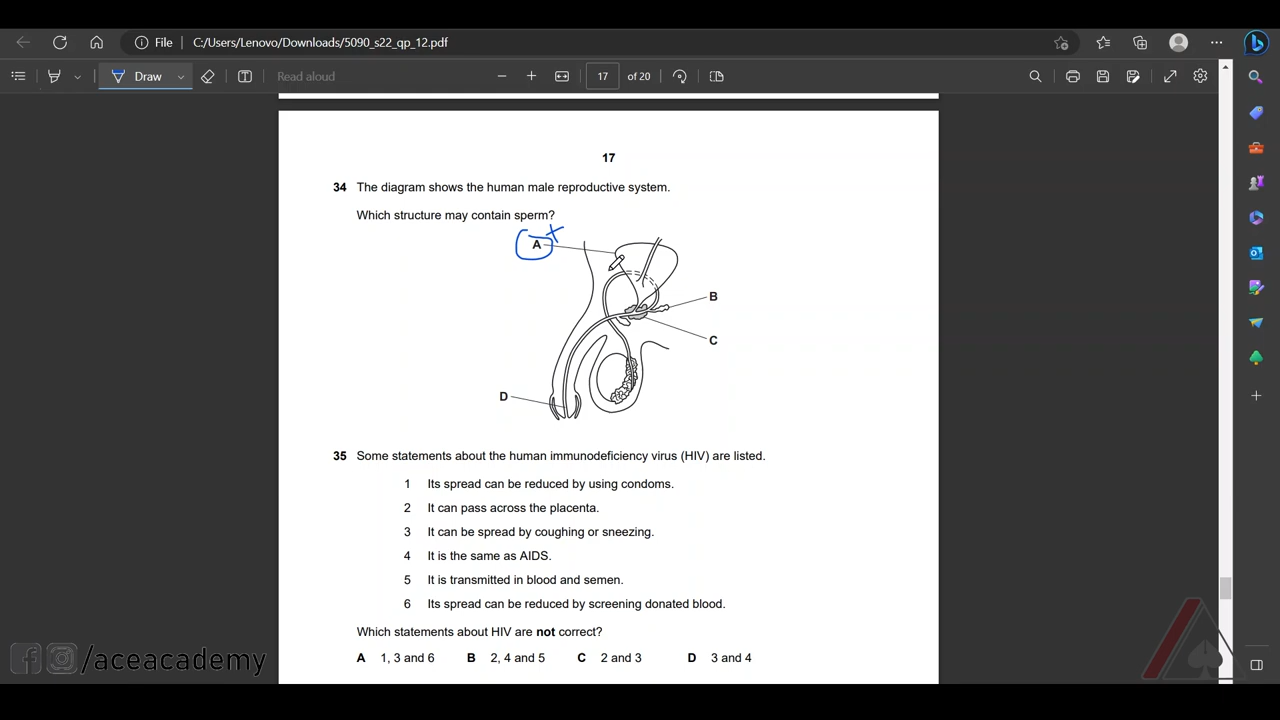 File C:/Users/Lenovo/Downloads/5090_s22_qp_12.pdf
Draw Read aloud 17 of 20
17
34 The diagram shows the human male reproductive system.
Which structure may contain sperm?
A
B
C
D
35 Some statements about the human immunodeficiency virus (HIV) are listed.
1 Its spread can be reduced by using condoms.
2 It can pass across the placenta.
3 It can be spread by coughing or sneezing.
4 It is the same as AIDS.
5 It is transmitted in blood and semen.
6 Its spread can be reduced by screening donated blood.
Which statements about HIV are not correct?
A 1, 3 and 6 B 2, 4 and 5 C 2 and 3 D 3 and 4
/aceacademy